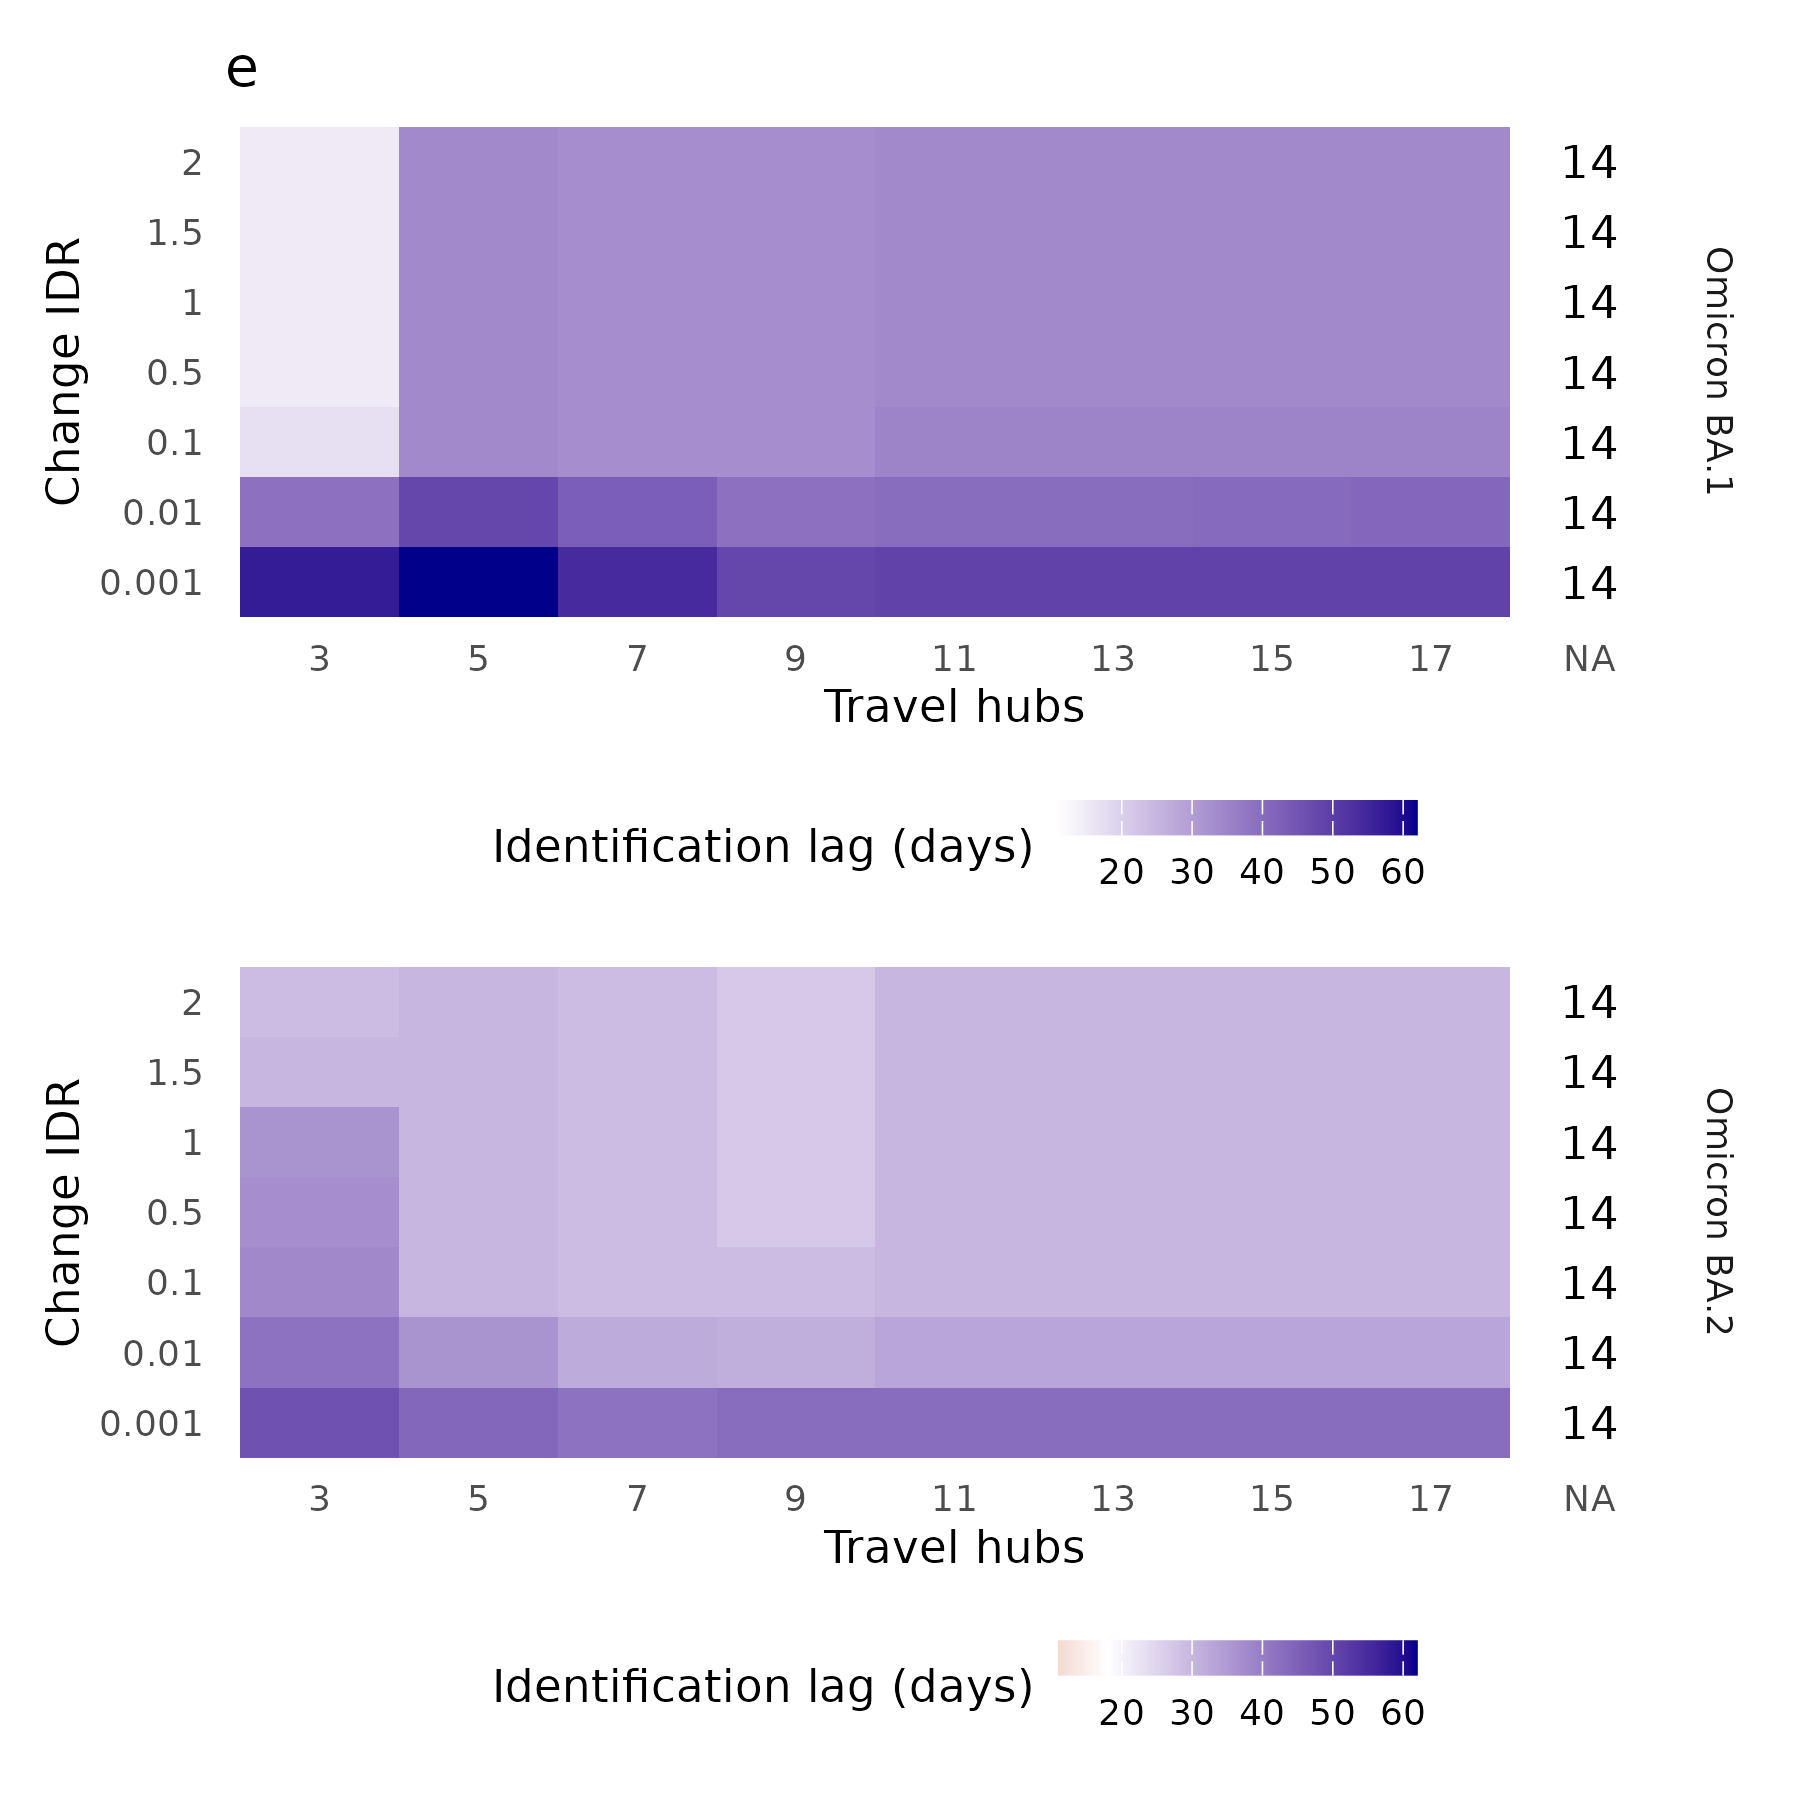 e
Change IDR
2 14
1.5 14
1 14
0.5 14
0.1 14
0.01 14
0.001 14
Omicron BA.1
3 5 7 9 11 13 15 17 NA
Travel hubs
Identification lag (days)
20 30 40 50 60
Change IDR
2 14
1.5 14
1 14
0.5 14
0.1 14
0.01 14
0.001 14
Omicron BA.2
3 5 7 9 11 13 15 17 NA
Travel hubs
Identification lag (days)
20 30 40 50 60